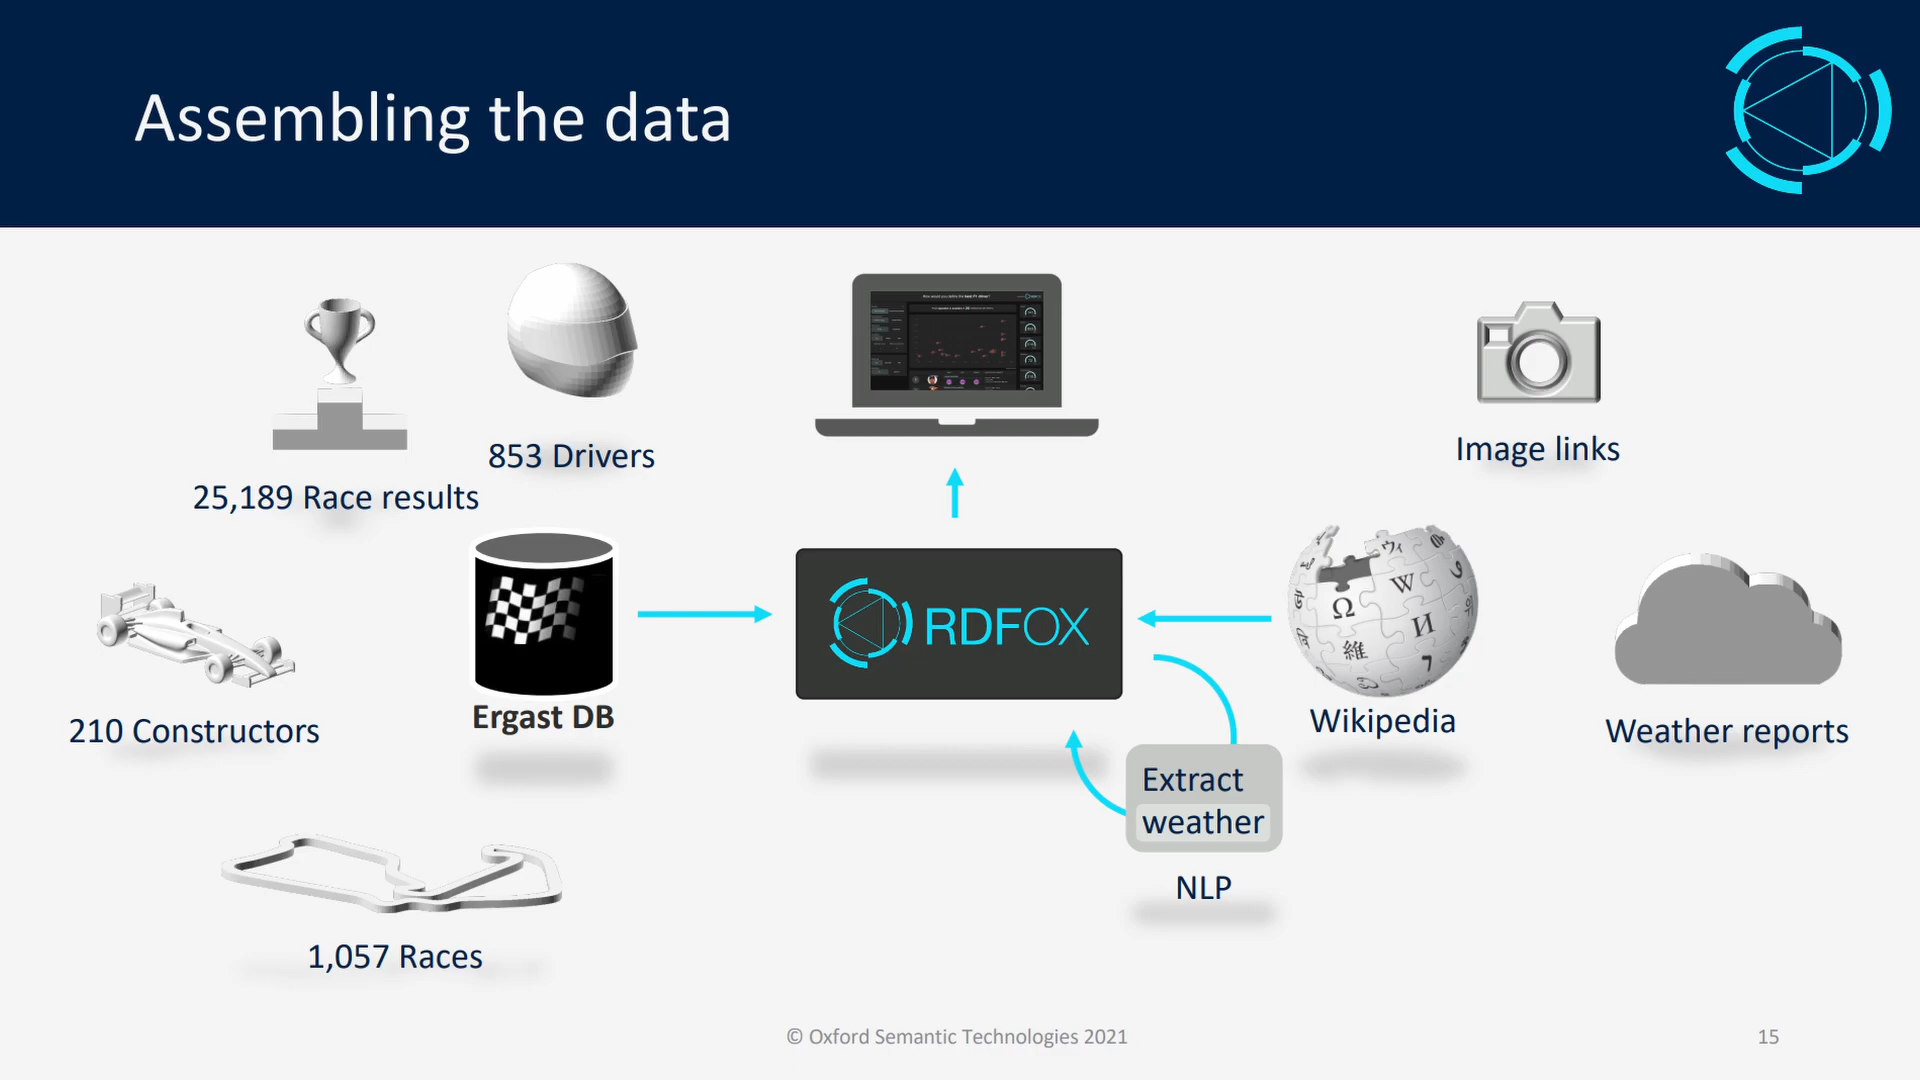 Assembling the data
853 Drivers
25,189 Race results
Image links
RDFOX
Ergast DB
210 Constructors
Wikipedia
Weather reports
Extract
weather
NLP
1,057 Races
© Oxford Semantic Technologies 2021
15